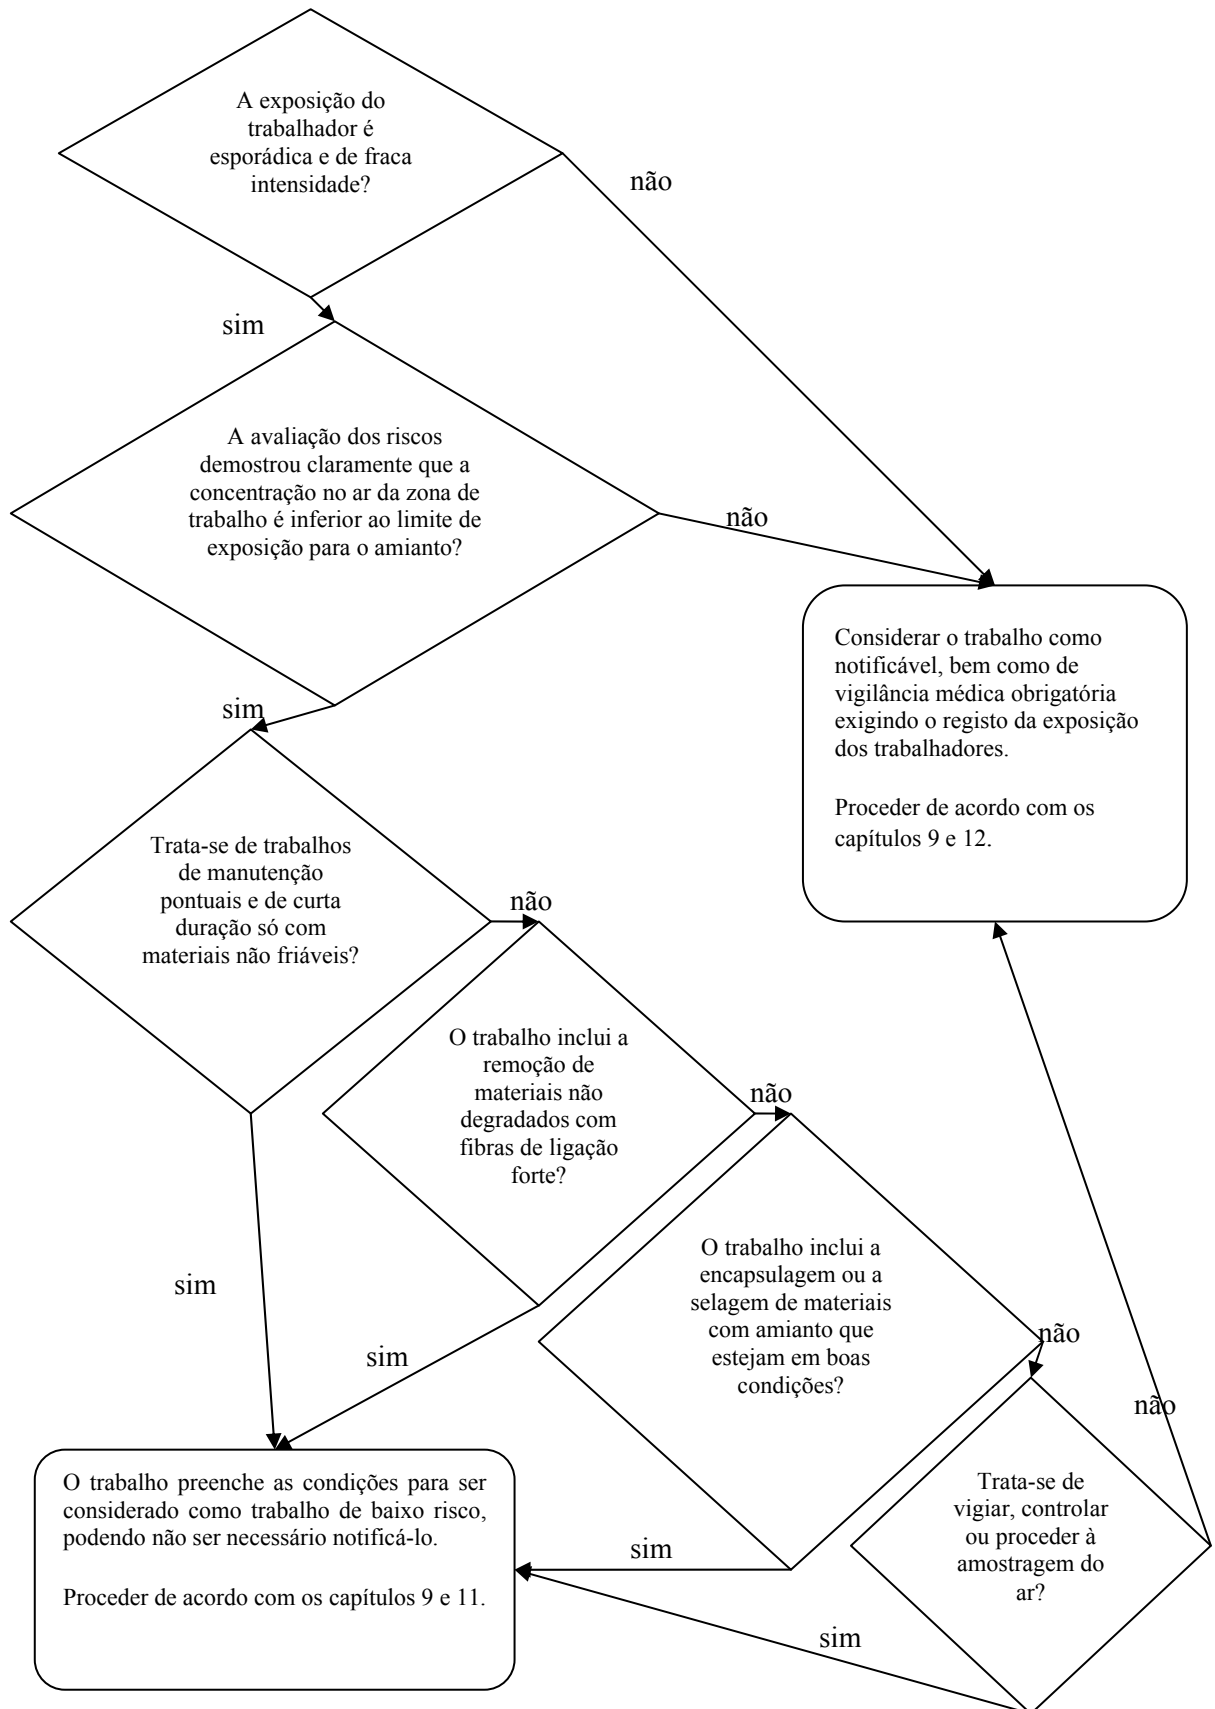 A exposição do
trabalhador é
esporádica e de fraca
intensidade?
não
sim
A avaliação dos riscos
demostrou claramente que a
concentração no ar da zona de
trabalho é inferior ao limite de
exposição para o amianto?
não
Considerar o trabalho como
notificável, bem como de
vigilância médica obrigatória
exigindo o registo da exposição
dos trabalhadores.
Proceder de acordo com os
capítulos 9 e 12.
sim
Trata-se de trabalhos
de manutenção
pontuais e de curta
duração só com
materiais não friáveis?
não
O trabalho inclui a
remoção de
materiais não
degradados com
fibras de ligação
forte?
não
O trabalho inclui a
encapsulagem ou a
selagem de materiais
com amianto que
estejam em boas
condições?
não
sim
sim
não
Trata-se de
vigiar, controlar
ou proceder à
amostragem do
ar?
O trabalho preenche as condições para ser
considerado como trabalho de baixo risco,
podendo não ser necessário notificá-lo.
Proceder de acordo com os capítulos 9 e 11.
sim
sim